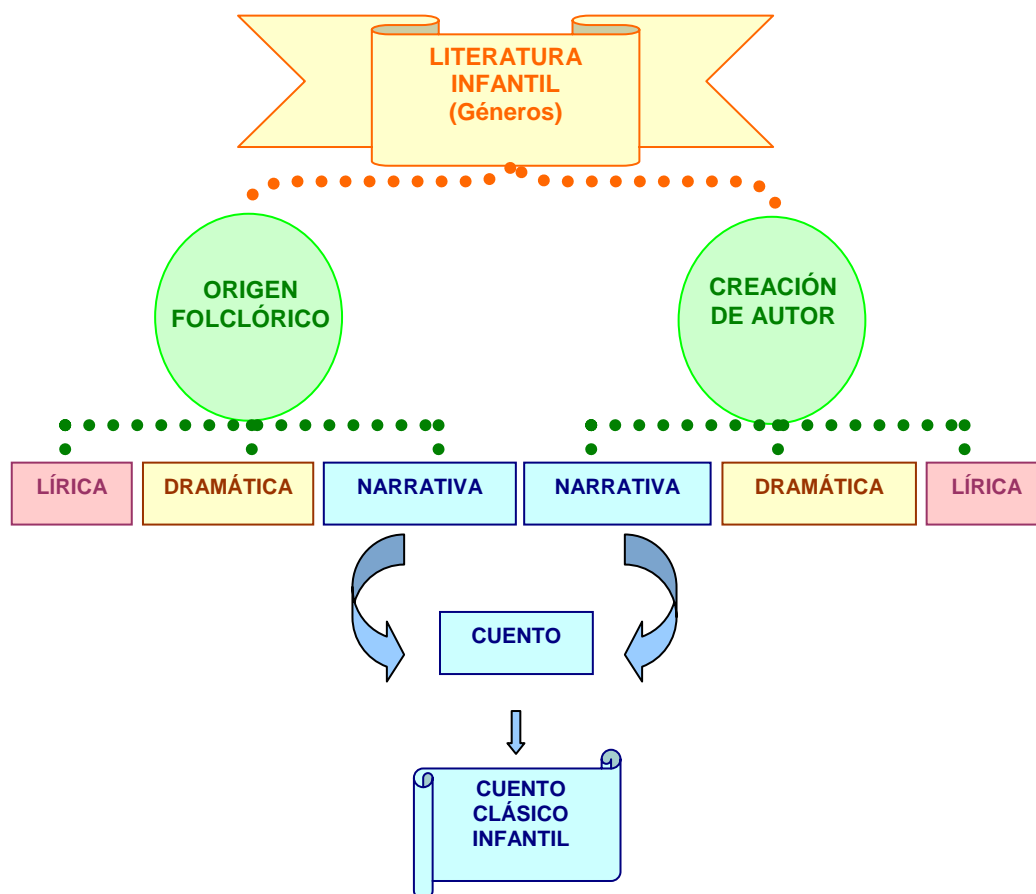 LITERATURA
INFANTIL
(Géneros)
ORIGEN
FOLCLÓRICO
CREACIÓN
DE AUTOR
LÍRICA
DRAMÁTICA
NARRATIVA
NARRATIVA
DRAMÁTICA
LÍRICA
CUENTO
CUENTO
CLÁSICO
INFANTIL